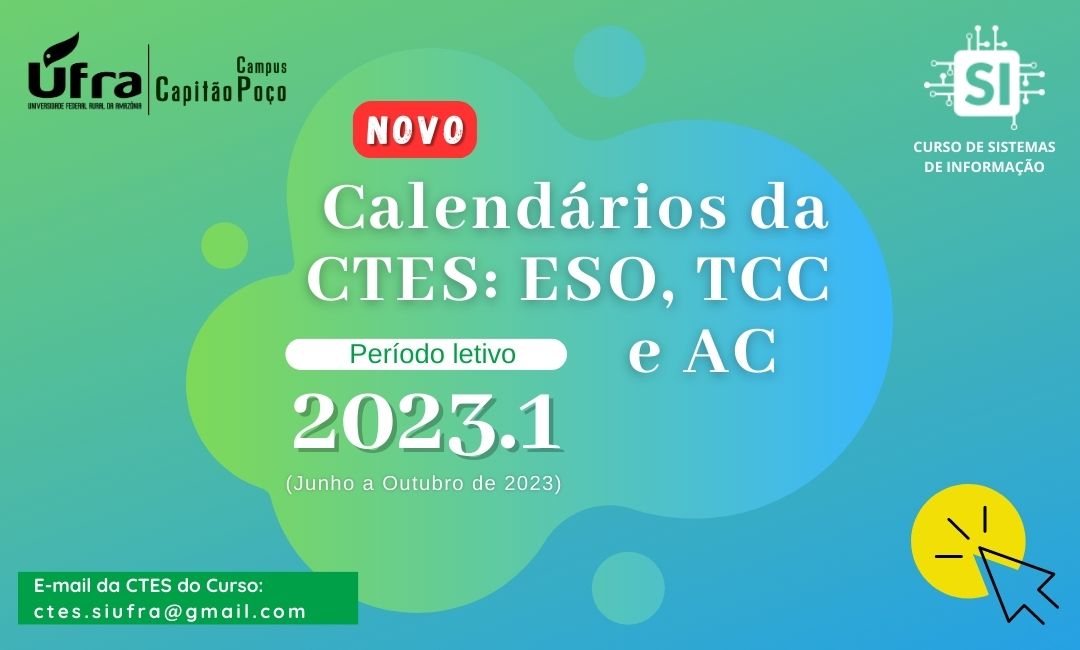 Ufra
UNIVERSIDADE FEDERAL RURAL DA AMAZÔNIA
Campus
Capitão Poço
SI
CURSO DE SISTEMAS
DE INFORMAÇÃO
NOVO
Calendários da
CTES: ESO, TCC
e AC
Período letivo
2023.1
(Junho a Outubro de 2023)
E-mail da CTES do Curso:
ctes.siufra@gmail.com